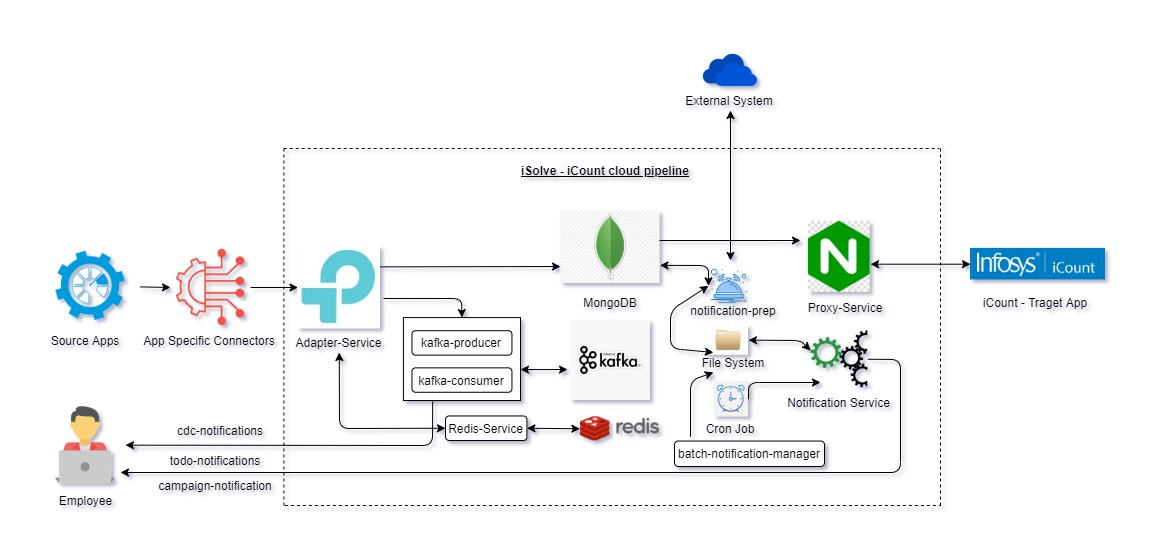 External System
iSolve - iCount cloud pipeline
Infosys | iCount
MongoDB
notification-prep
Proxy-Service
iCount - Traget App
Source Apps
App Specific Connectors
Adapter-Service
kafka-producer
kafka-consumer
APACHE
kafka
File System
Notification Service
Cron Job
Redis-Service
redis
batch-notification-manager
cdc-notifications
todo-notifications
campaign-notification
Employee